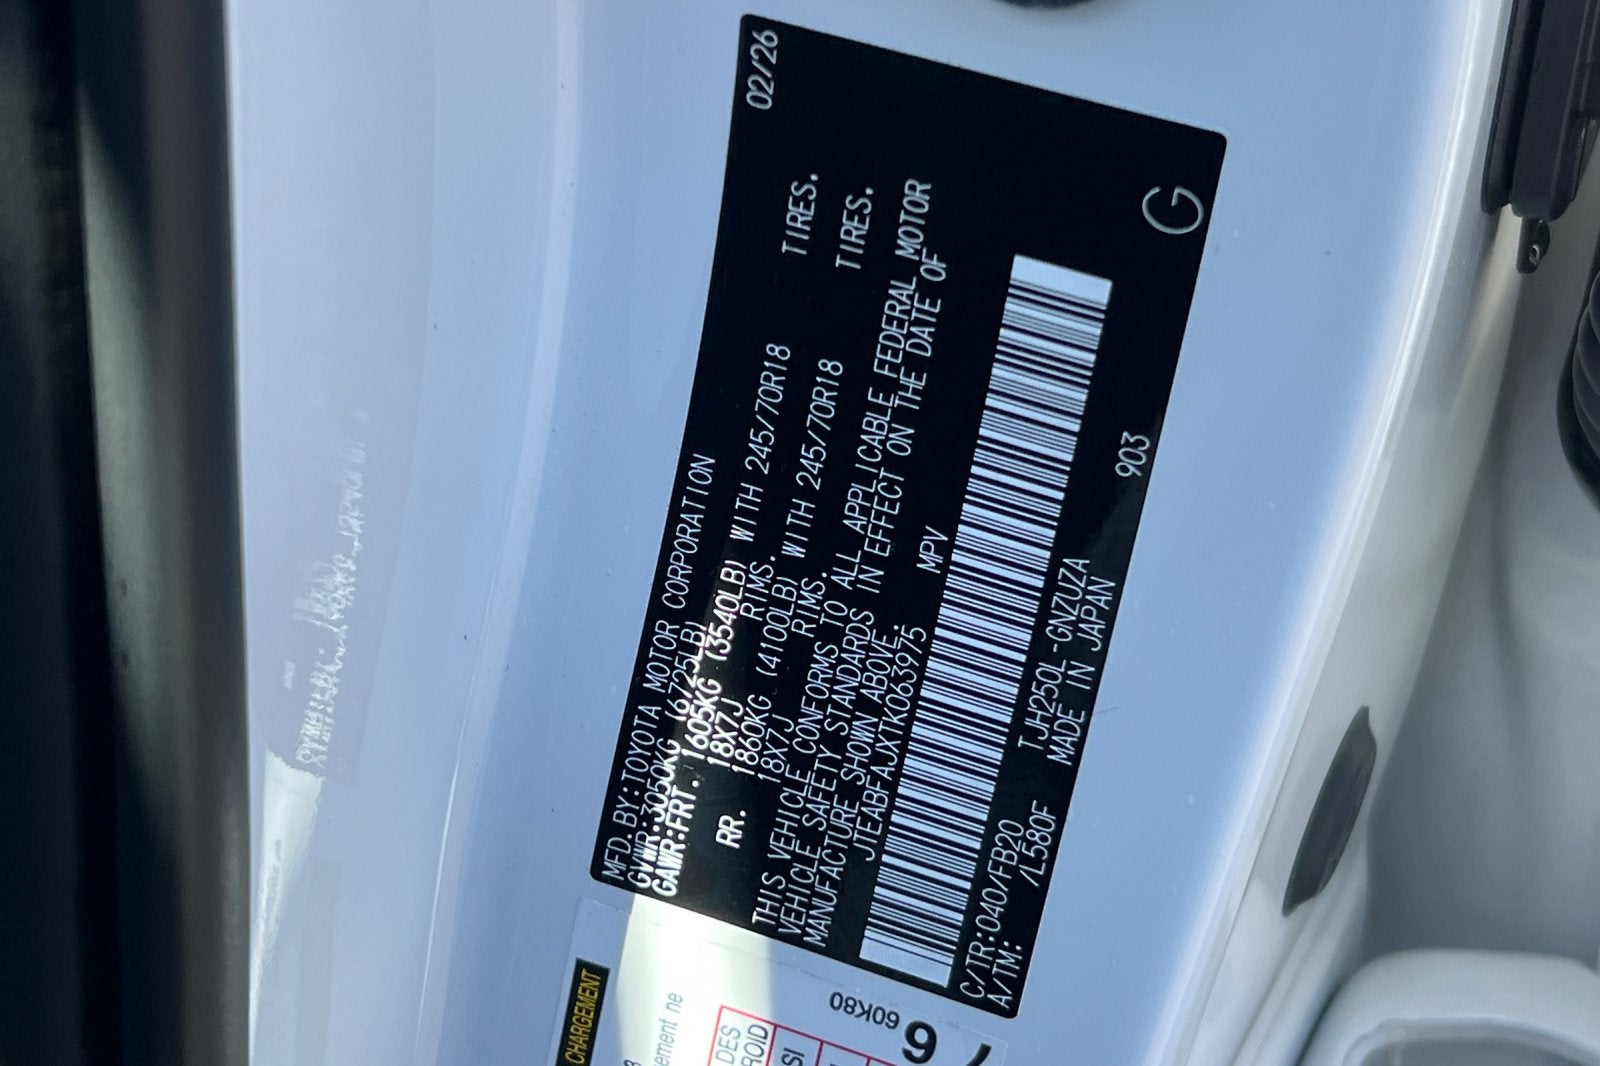 MFD.BY:TOYOTA MOTOR CORPORATION 02/26
GVWR:3050KG (6725LB)
GAWR:FRT. 1605KG (3540LB) WITH 245/70R18 TIRES.
18X7J RIMS.
RR. 1860KG (4100LB) WITH 245/70R18 TIRES.
18X7J RIMS.
THIS VEHICLE CONFORMS TO ALL APPLICABLE FEDERAL MOTOR
VEHICLE SAFETY STANDARDS IN EFFECT ON THE DATE OF
MANUFACTURE SHOWN ABOVE.
JTEABFAJXTK063975 MPV
C/TR:040/FB20 TJH250L-GNZUZA
A/TM: /L580F MADE IN JAPAN 903
G
60K80
CHARGEMENT
ne
DES